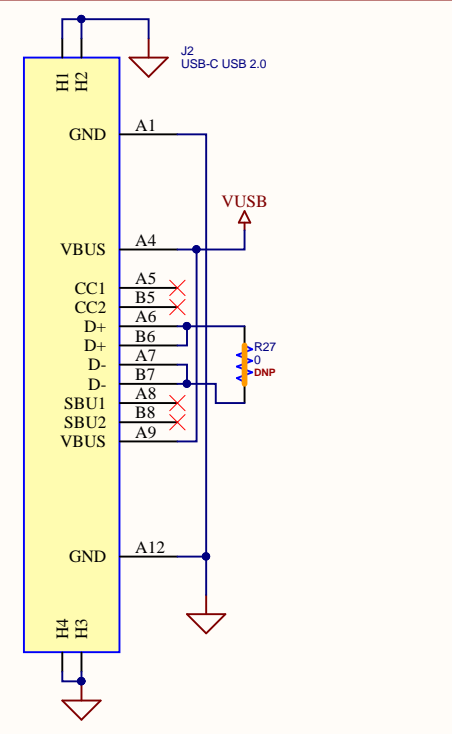 J2
USB-C USB 2.0
H1
H2
GND
A1
VUSB
VBUS
A4
CC1
A5
CC2
B5
D+
A6
D+
B6
D-
A7
D-
B7
SBU1
A8
SBU2
B8
VBUS
A9
R27
0
DNP
GND
A12
H4
H3